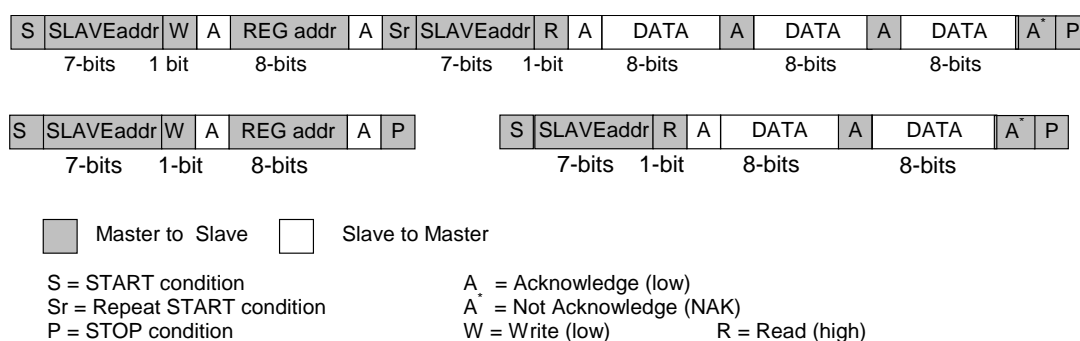 S SLAVEaddr W A REG addr A Sr SLAVEaddr R A DATA A DATA A DATA A* P
7-bits 1 bit 8-bits 7-bits 1-bit 8-bits 8-bits 8-bits
S SLAVEaddr W A REG addr A P S SLAVEaddr R A DATA A DATA A* P
7-bits 1-bit 8-bits 7-bits 1-bit 8-bits 8-bits
Master to Slave Slave to Master
S = START condition A = Acknowledge (low)
Sr = Repeat START condition A* = Not Acknowledge (NAK)
P = STOP condition W = Write (low) R = Read (high)